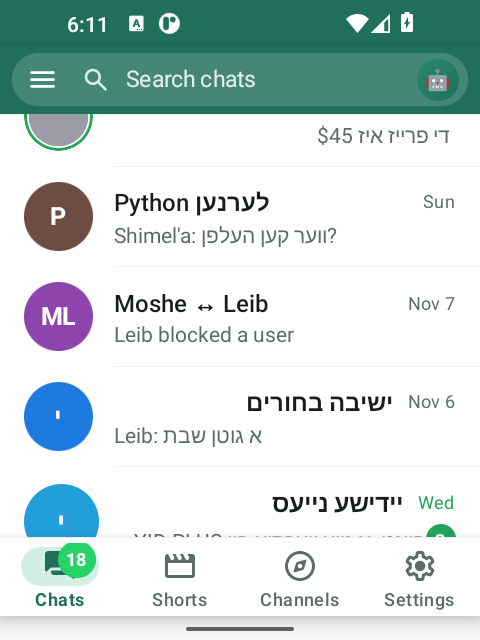 6:11
Search chats
די פרייז איז $45
P
Python לערנען
Sun
Shimel'a: ווער קען העלפן?
ML
Moshe ↔ Leib
Nov 7
Leib blocked a user
י
ישיבה בחורים
Nov 6
Leib: א גוטן שבת
י
יידישע נייעס
Wed
18
Chats
Shorts
Channels
Settings